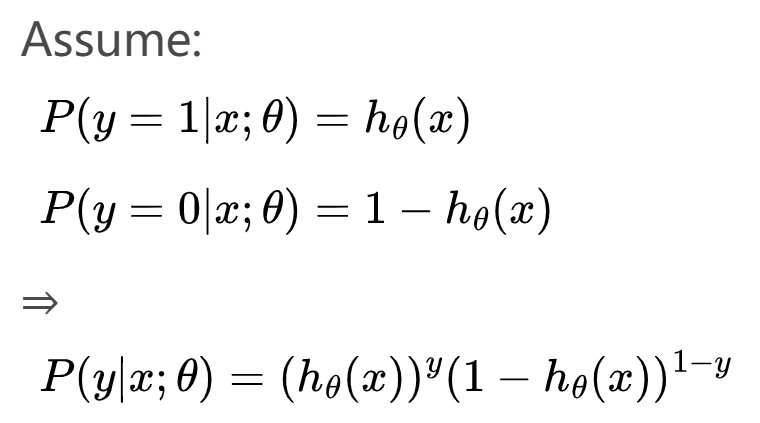 Assume:
P(y = 1|x; θ) = h_θ(x)
P(y = 0|x; θ) = 1 − h_θ(x)
⇒
P(y|x; θ) = (h_θ(x))^y(1 − h_θ(x))^{1−y}